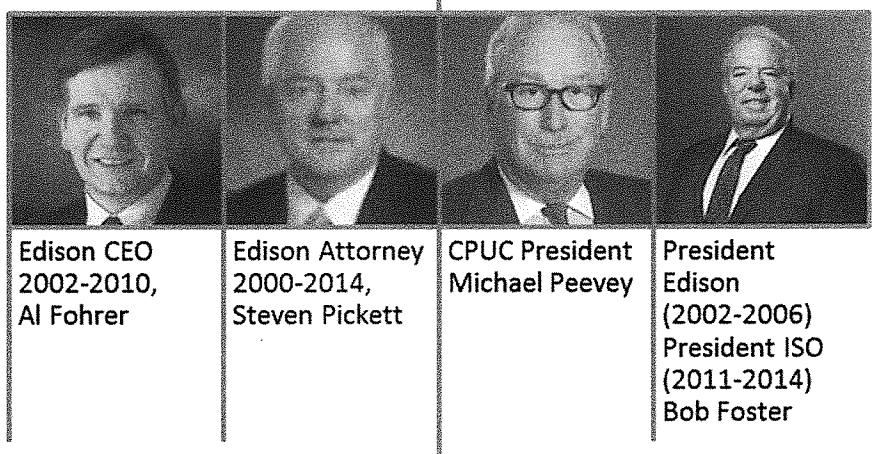 Edison CEO
2002-2010,
Al Fohrer
Edison Attorney
2000-2014,
Steven Pickett
CPUC President
Michael Peevey
President
Edison
(2002-2006)
President ISO
(2011-2014)
Bob Foster